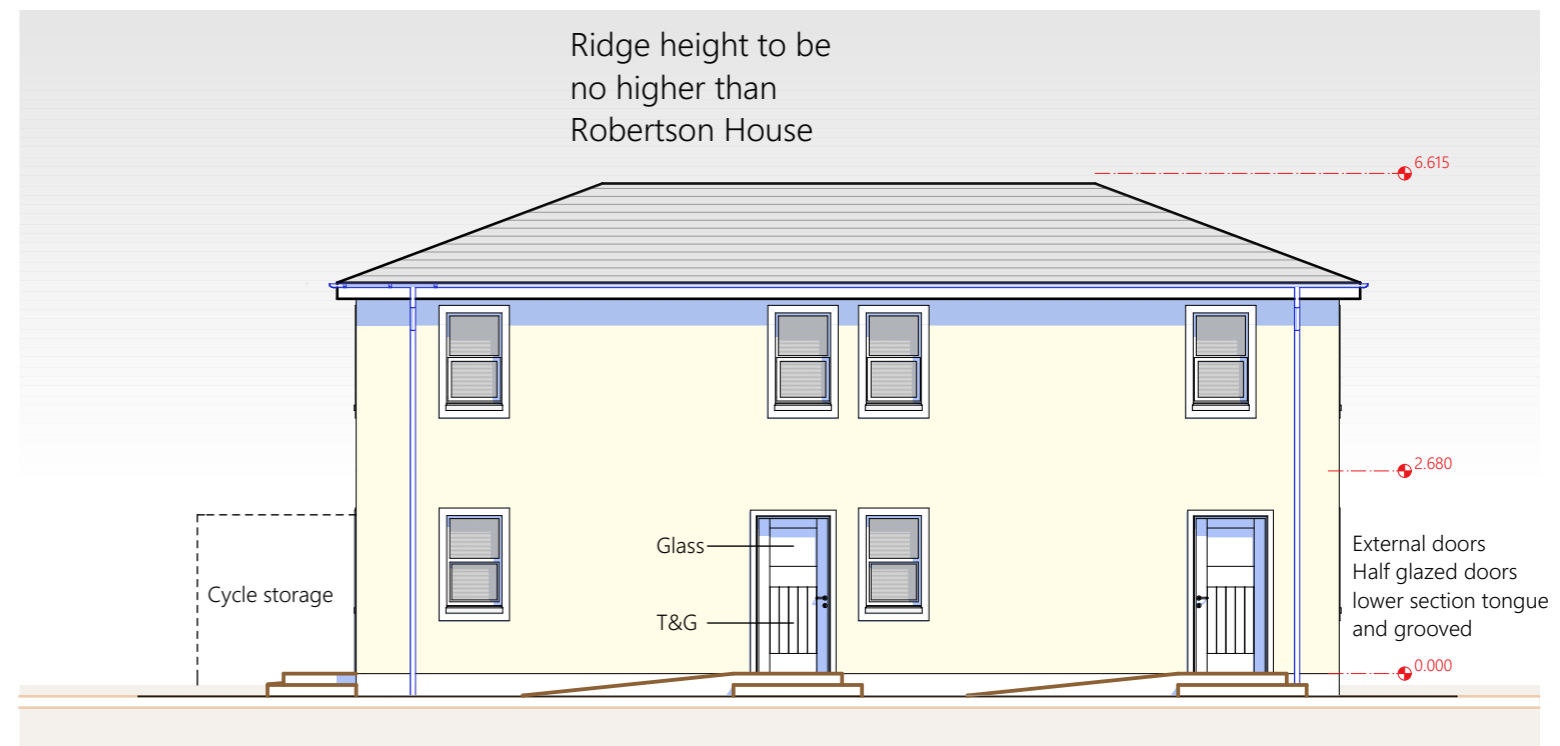 Ridge height to be
no higher than
Robertson House
6.615
2.680
Glass
T&G
Cycle storage
External doors
Half glazed doors
lower section tongue
and grooved
0.000